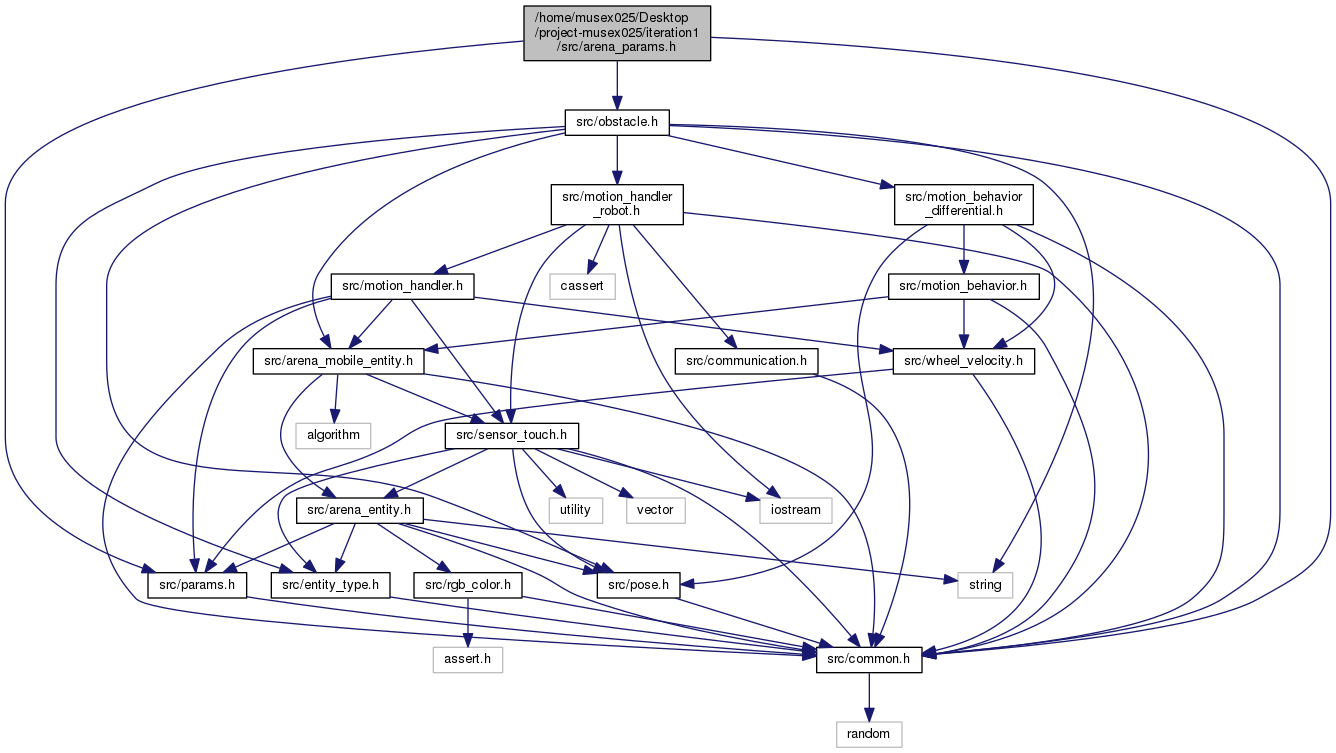 /home/musex025/Desktop
/project-musex025/iteration1
/src/arena_params.h
src/obstacle.h
src/motion_handler
_robot.h
src/motion_behavior
_differential.h
src/motion_handler.h
cassert
src/motion_behavior.h
src/arena_mobile_entity.h
src/communication.h
src/wheel_velocity.h
algorithm
src/sensor_touch.h
src/arena_entity.h
utility
vector
iostream
src/params.h
src/entity_type.h
src/rgb_color.h
src/pose.h
string
assert.h
src/common.h
random